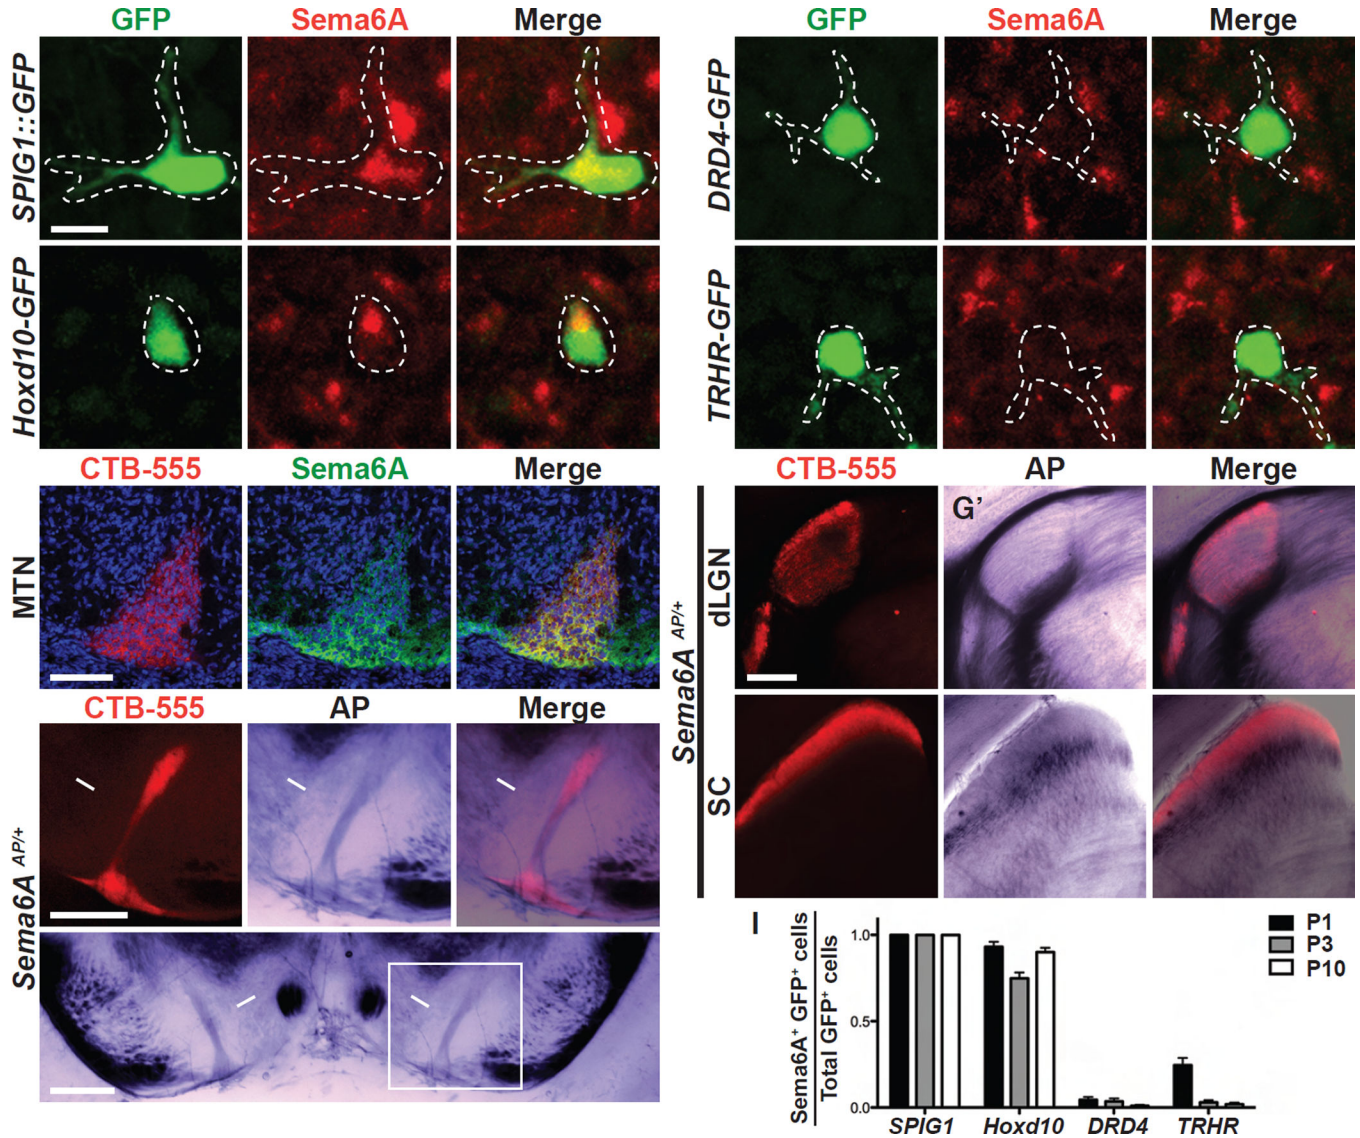 GFP Sema6A Merge
SPIG1::GFP
Hoxd10-GFP
GFP Sema6A Merge
DRD4-GFP
TRHR-GFP
CTB-555 Sema6A Merge
MTN
CTB-555 AP Merge
Sema6A AP/+
CTB-555 AP Merge
G’
Sema6A AP/+
dLGN
SC
I
Sema6A+ GFP+ cells
Total GFP+ cells
1.0
0.5
0.0
SPIG1 Hoxd10 DRD4 TRHR
P1
P3
P10